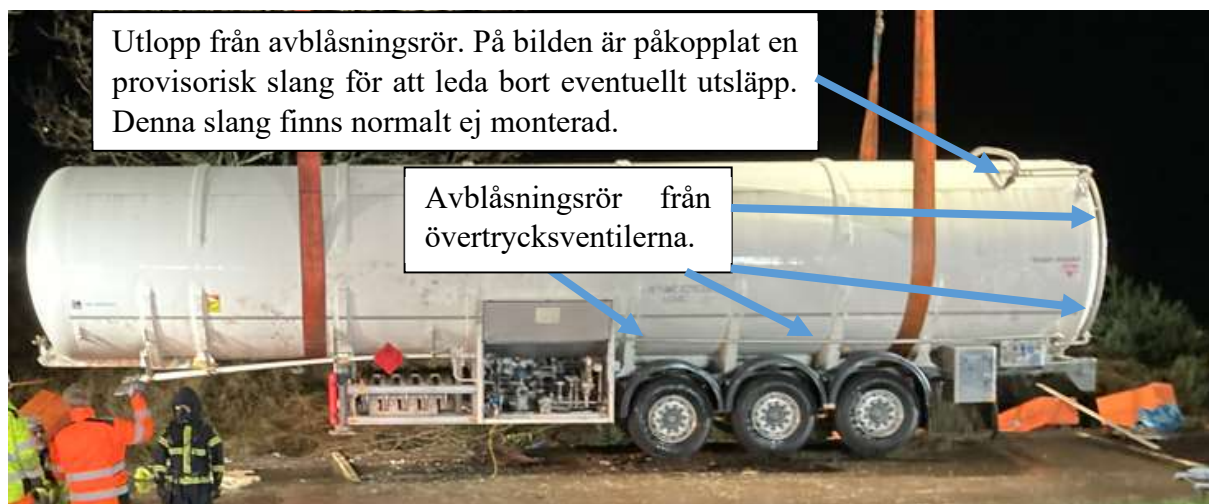 Utlopp från avblåsningsrör. På bilden är påkopplat en
provisorisk slang för att leda bort eventuellt utsläpp.
Denna slang finns normalt ej monterad.
Avblåsningsrör från
övertrycksventilerna.